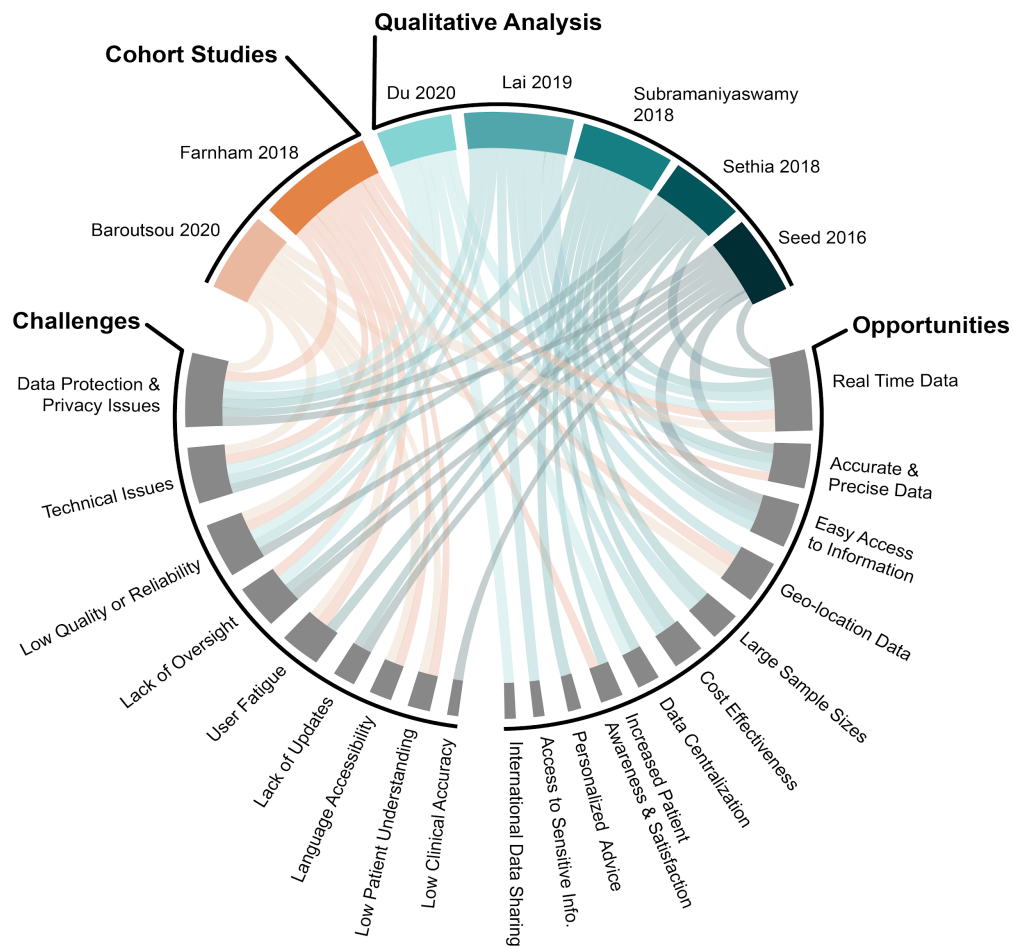 Qualitative Analysis
Cohort Studies
Du 2020
Lai 2019
Subramaniyaswamy
2018
Farnham 2018
Sethia 2018
Baroutsou 2020
Seed 2016
Challenges
Opportunities
Data Protection &
Privacy Issues
Technical Issues
Low Quality or Reliability
Lack of Oversight
User Fatigue
Lack of Updates
Language Accessibility
Low Patient Understanding
Low Clinical Accuracy
International Data Sharing
Access to Sensitive Info.
Personalized Advice
Increased Patient
Awareness & Satisfaction
Data Centralization
Cost Effectiveness
Large Sample Sizes
Geo-location Data
Easy Access
to Information
Accurate &
Precise Data
Real Time Data